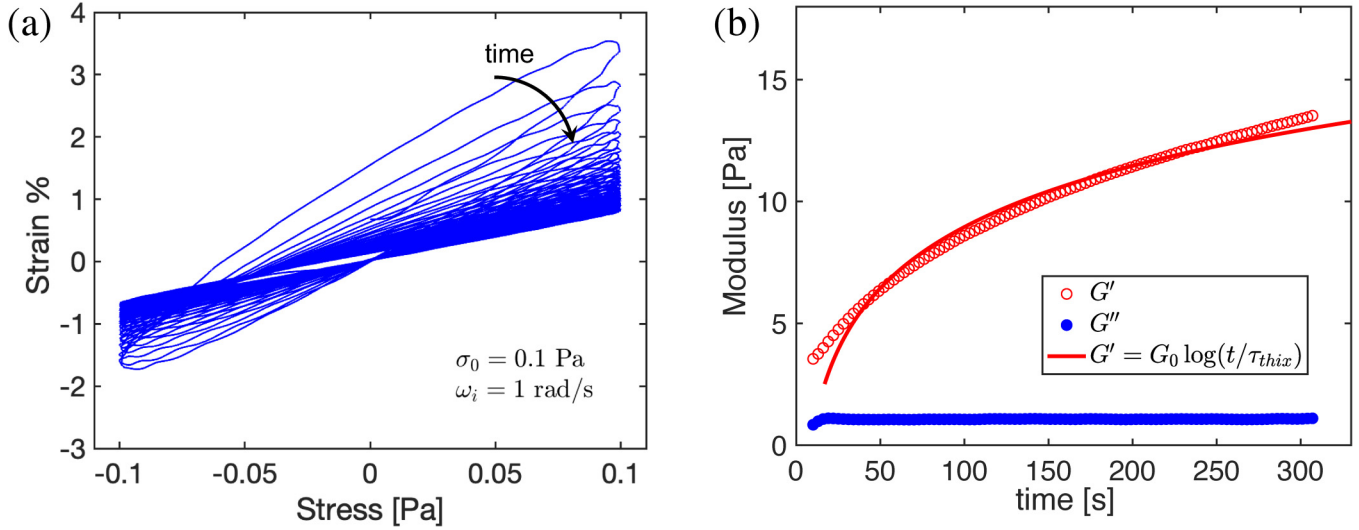 (a)
4
3
2
1
0
-1
-2
-3
Strain %
time
σ₀ = 0.1 Pa
ωᵢ = 1 rad/s
-0.1 -0.05 0 0.05 0.1
Stress [Pa]
(b)
15
10
5
0
Modulus [Pa]
G′
G″
G′ = G₀ log(t/τₜₕᵢₓ)
0 50 100 150 200 250 300
time [s]